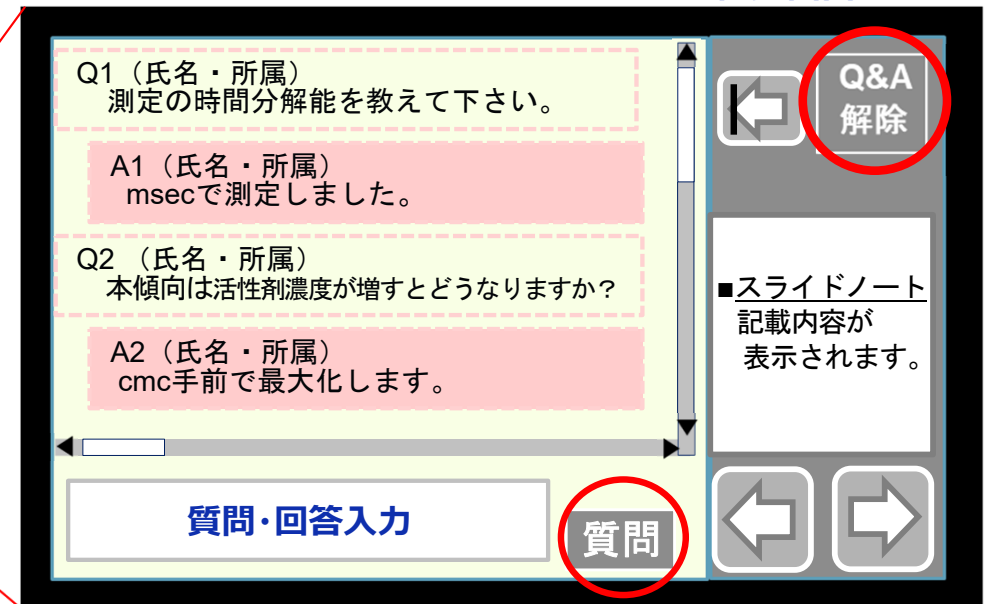 Q1（氏名・所属）
測定の時間分解能を教えて下さい。
A1（氏名・所属）
msecで測定しました。
Q2 （氏名・所属）
本傾向は活性剤濃度が増すとどうなりますか？
A2（氏名・所属）
cmc手前で最大化します。
質問･回答入力
質問
Q&A
解除
■スライドノート
記載内容が
表示されます。